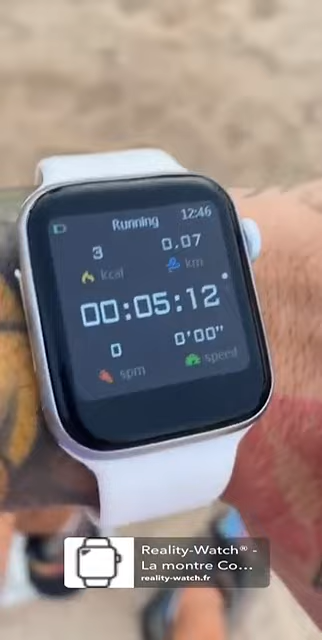 Running 12:46
3 0.07
kcal km
00:05:12
0 0'00"
spm speed
Reality-Watch® -
La montre Co...
reality-watch.fr